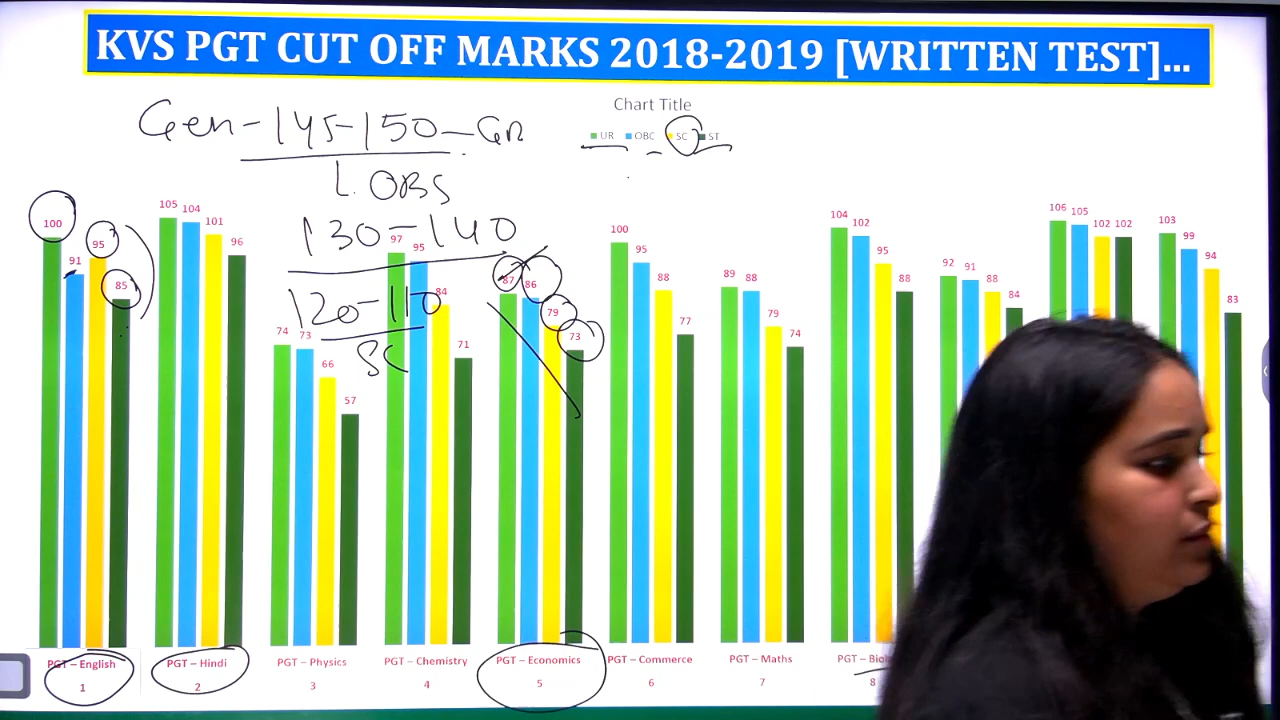 KVS PGT CUT OFF MARKS 2018-2019 [WRITTEN TEST]...
Chart Title
UR OBC SC ST
Gen-145-150-Gn
L. OBS
130-140
120-110
SC
100 91 95 85
105 104 101 96
74 73 66 57
97 95 84 71
87 86 79 73
100 95 88 77
89 88 79 74
104 102 95 88
92 91 88 84
106 105 102 102
103 99 94 83
PGT – English PGT – Hindi PGT – Physics PGT – Chemistry PGT – Economics PGT – Commerce PGT – Maths PGT –
1 2 3 4 5 6 7 8